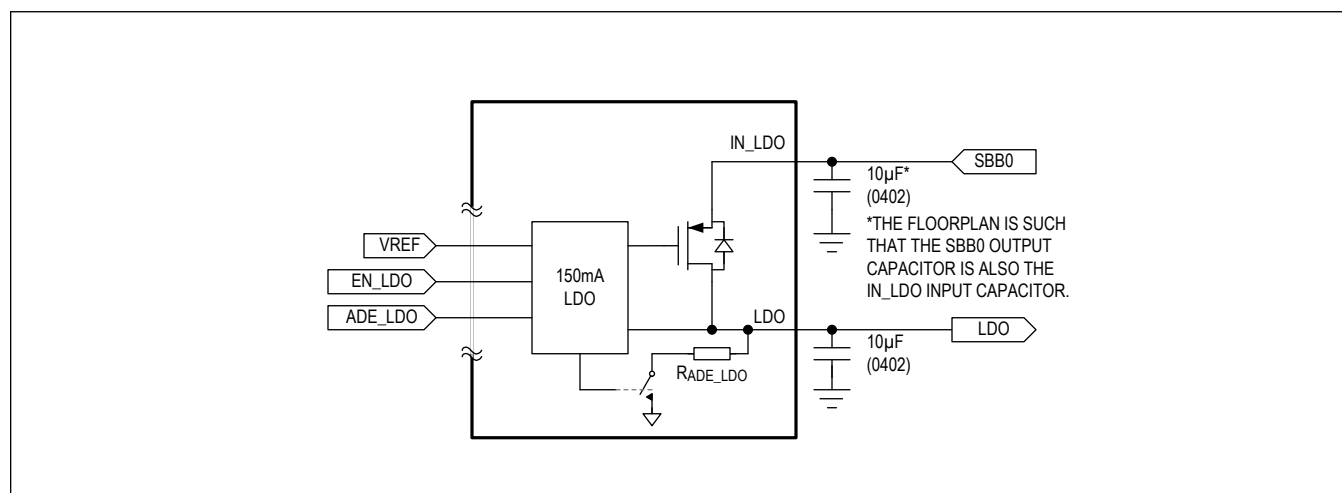 IN_LDO
SBB0
10µF*
(0402)
*THE FLOORPLAN IS SUCH
THAT THE SBB0 OUTPUT
CAPACITOR IS ALSO THE
IN_LDO INPUT CAPACITOR.
VREF
EN_LDO
ADE_LDO
150mA
LDO
LDO
LDO
10µF
(0402)
RADE_LDO